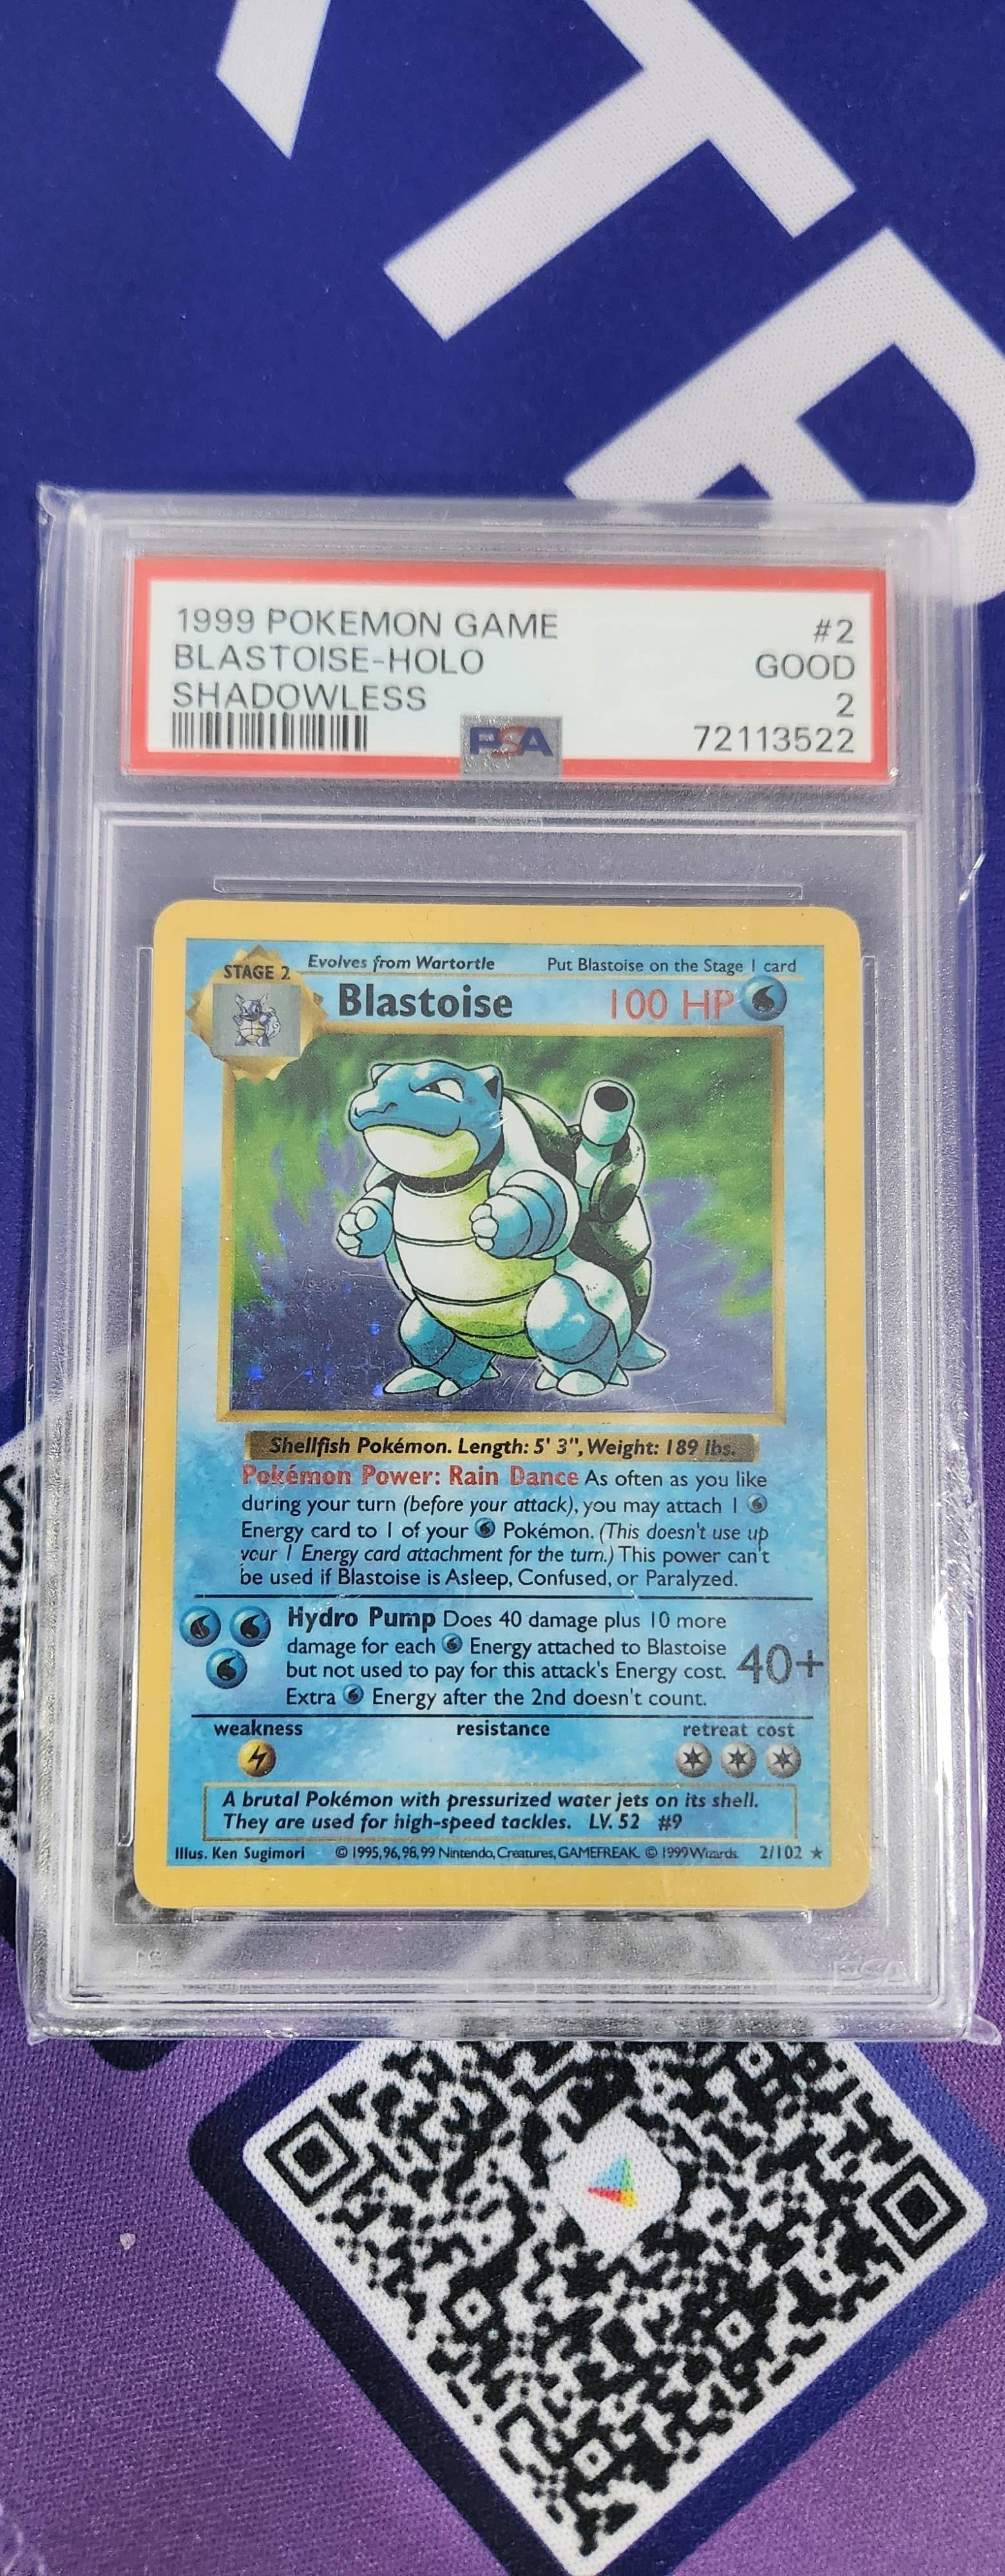 TP
1999 POKEMON GAME #2
BLASTOISE-HOLO GOOD
SHADOWLESS 2
PSA 72113522
STAGE 2 Evolves from Wartortle Put Blastoise on the Stage 1 card
Blastoise 100 HP
Shellfish Pokémon. Length: 5' 3", Weight: 189 lbs.
Pokémon Power: Rain Dance As often as you like
during your turn (before your attack), you may attach 1
Energy card to 1 of your Pokémon. (This doesn't use up
your 1 Energy card attachment for the turn.) This power can't
be used if Blastoise is Asleep, Confused, or Paralyzed.
Hydro Pump Does 40 damage plus 10 more
damage for each Energy attached to Blastoise
but not used to pay for this attack's Energy cost. 40+
Extra Energy after the 2nd doesn't count.
weakness resistance retreat cost
A brutal Pokémon with pressurized water jets on its shell.
They are used for high-speed tackles. LV. 52 #9
Illus. Ken Sugimori © 1995, 96, 98, 99 Nintendo, Creatures, GAMEFREAK. © 1999 Wizards. 2/102 ★
PSA